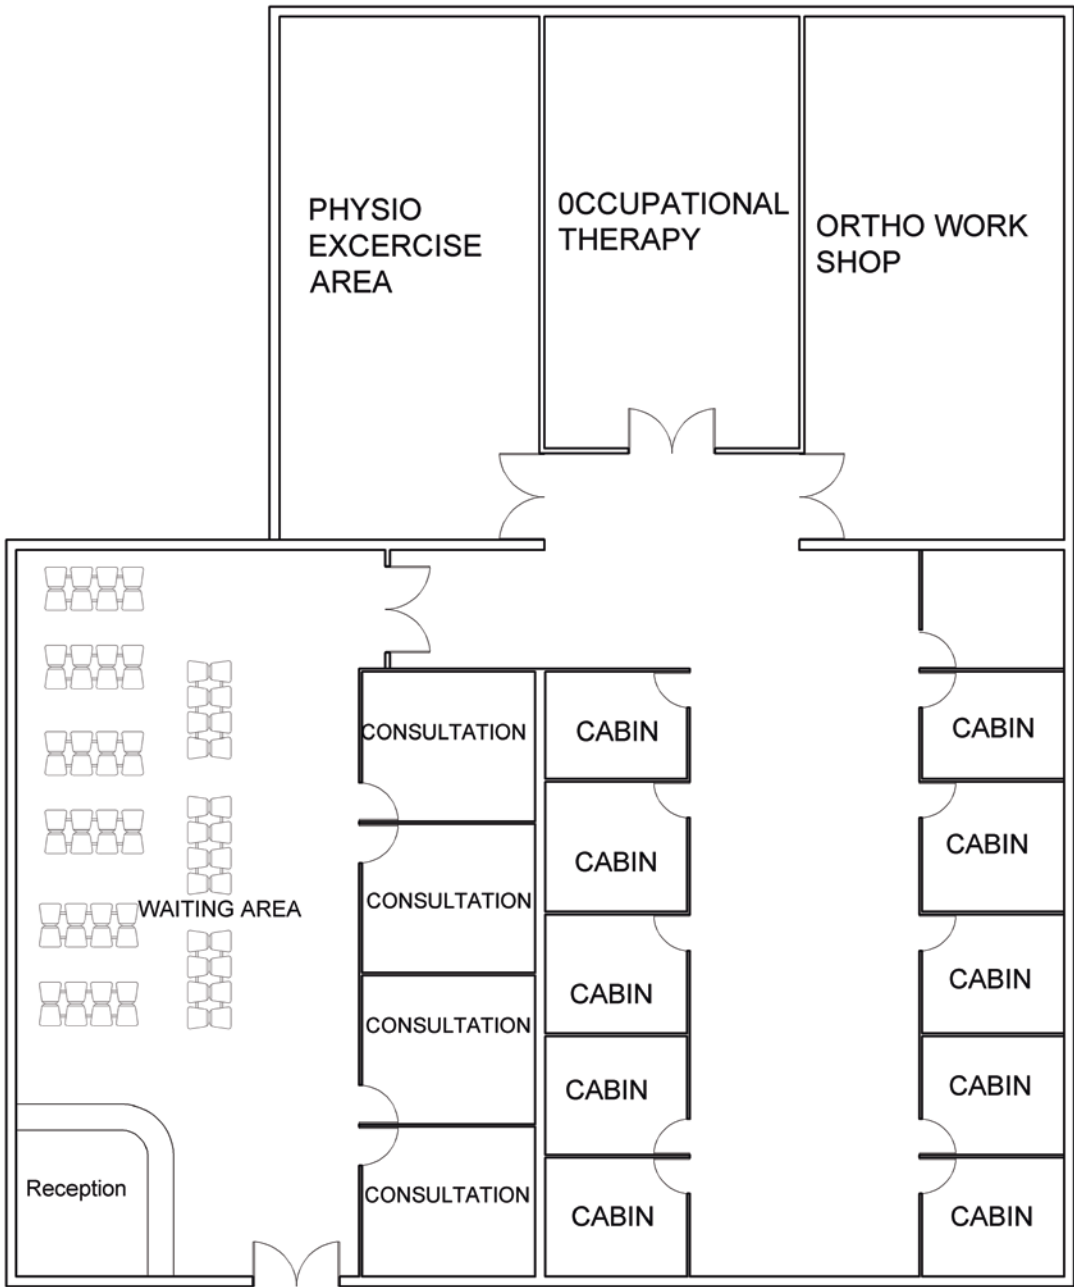 PHYSIO
EXCERCISE
AREA
0CCUPATIONAL
THERAPY
ORTHO WORK
SHOP
CONSULTATION
CABIN
CABIN
CONSULTATION
CABIN
CABIN
WAITING AREA
CONSULTATION
CABIN
CABIN
CABIN
CABIN
Reception
CONSULTATION
CABIN
CABIN